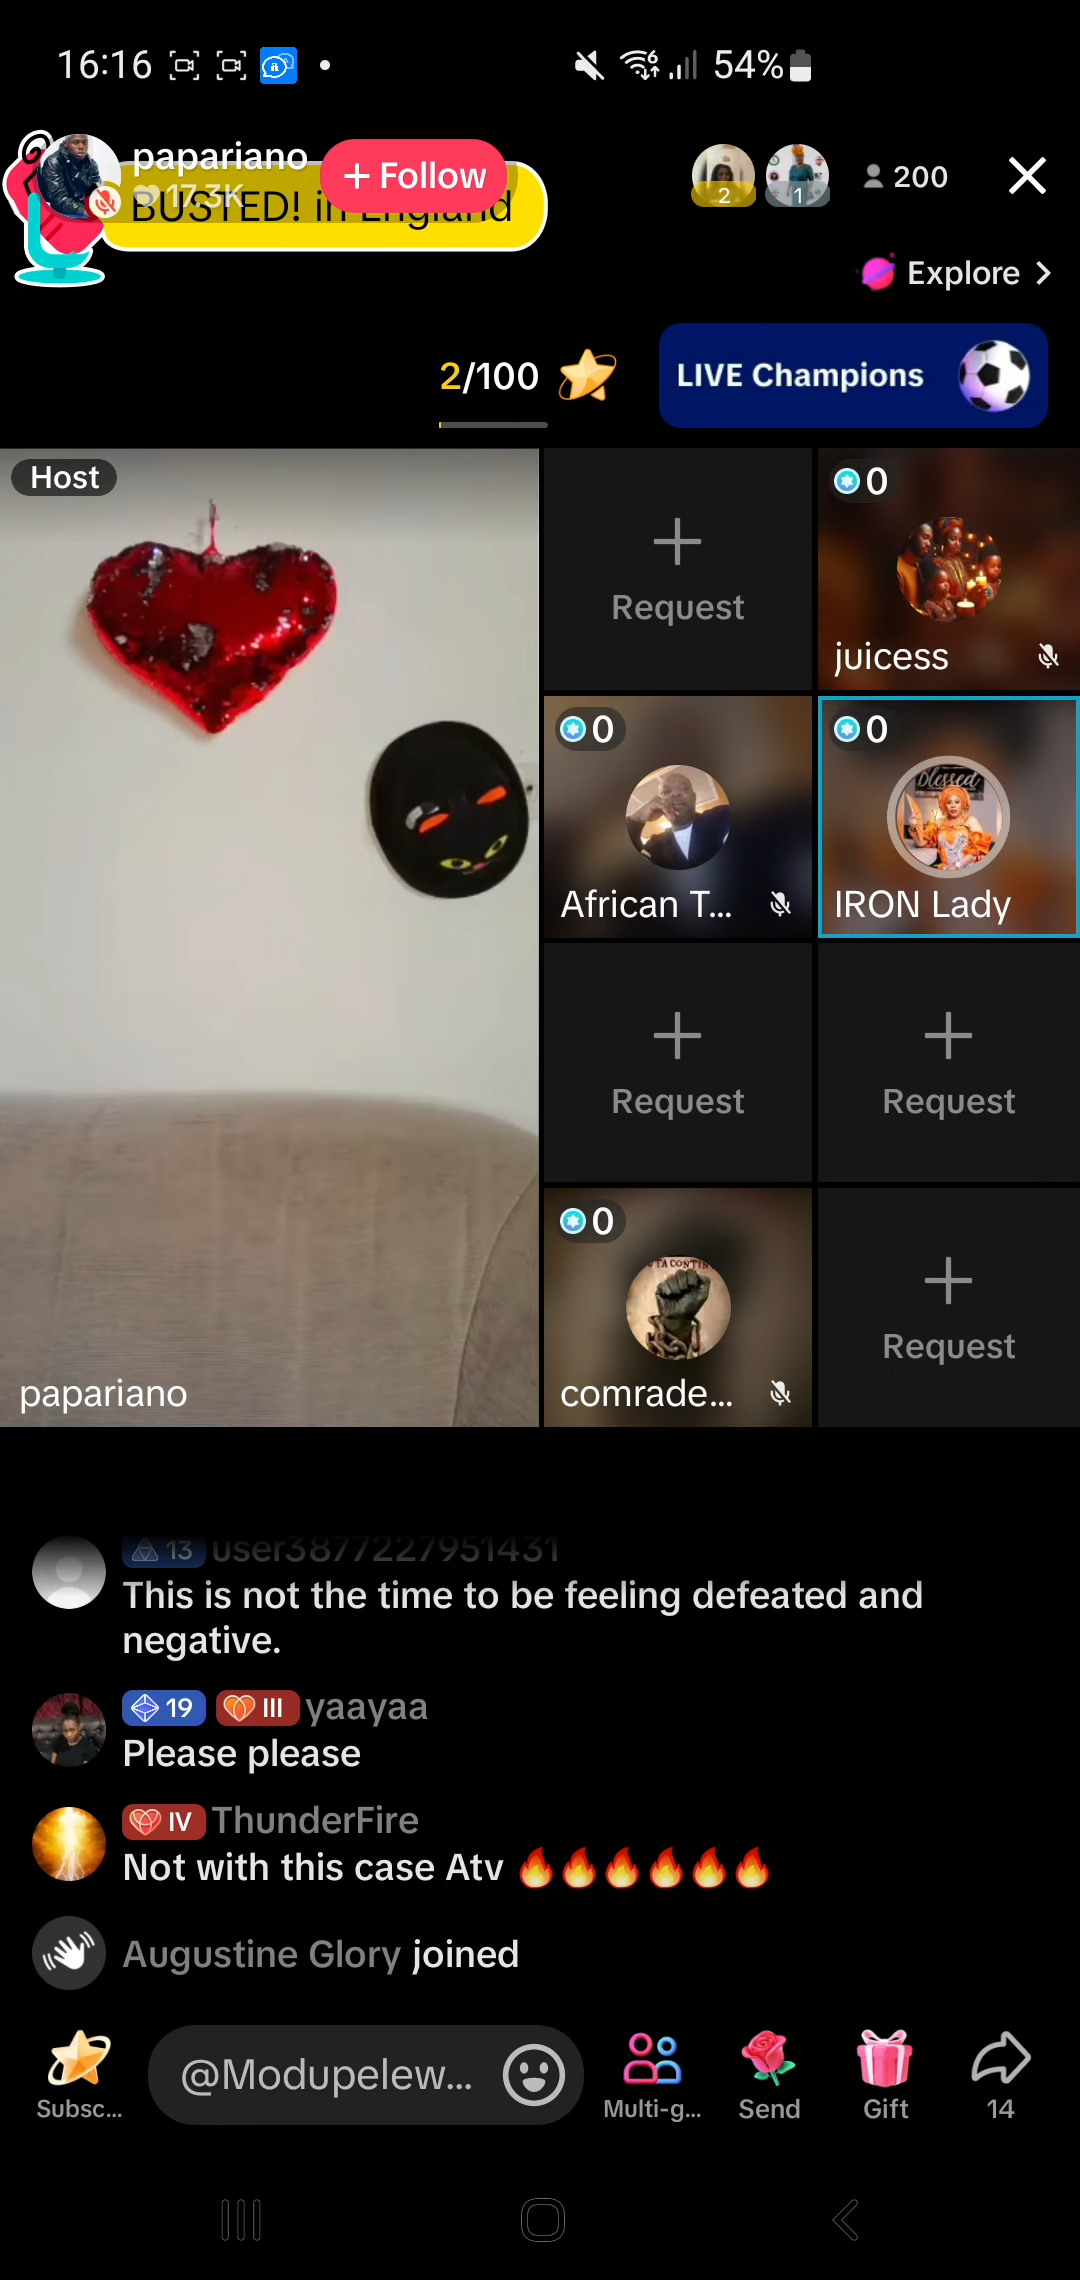 16:16
54%
papariano
+ Follow
17.3K
BUSTED! in England
2
1
200
Explore
2/100
LIVE Champions
Host
Request
0
juicess
0
African T...
0
Blessed
IRON Lady
Request
Request
0
comrade...
Request
papariano
13 user3877227951431
This is not the time to be feeling defeated and
negative.
19 III yaayaa
Please please
IV ThunderFire
Not with this case Atv 🔥🔥🔥🔥🔥🔥
Augustine Glory joined
@Modupelew...
Subsc...
Multi-g...
Send
Gift
14